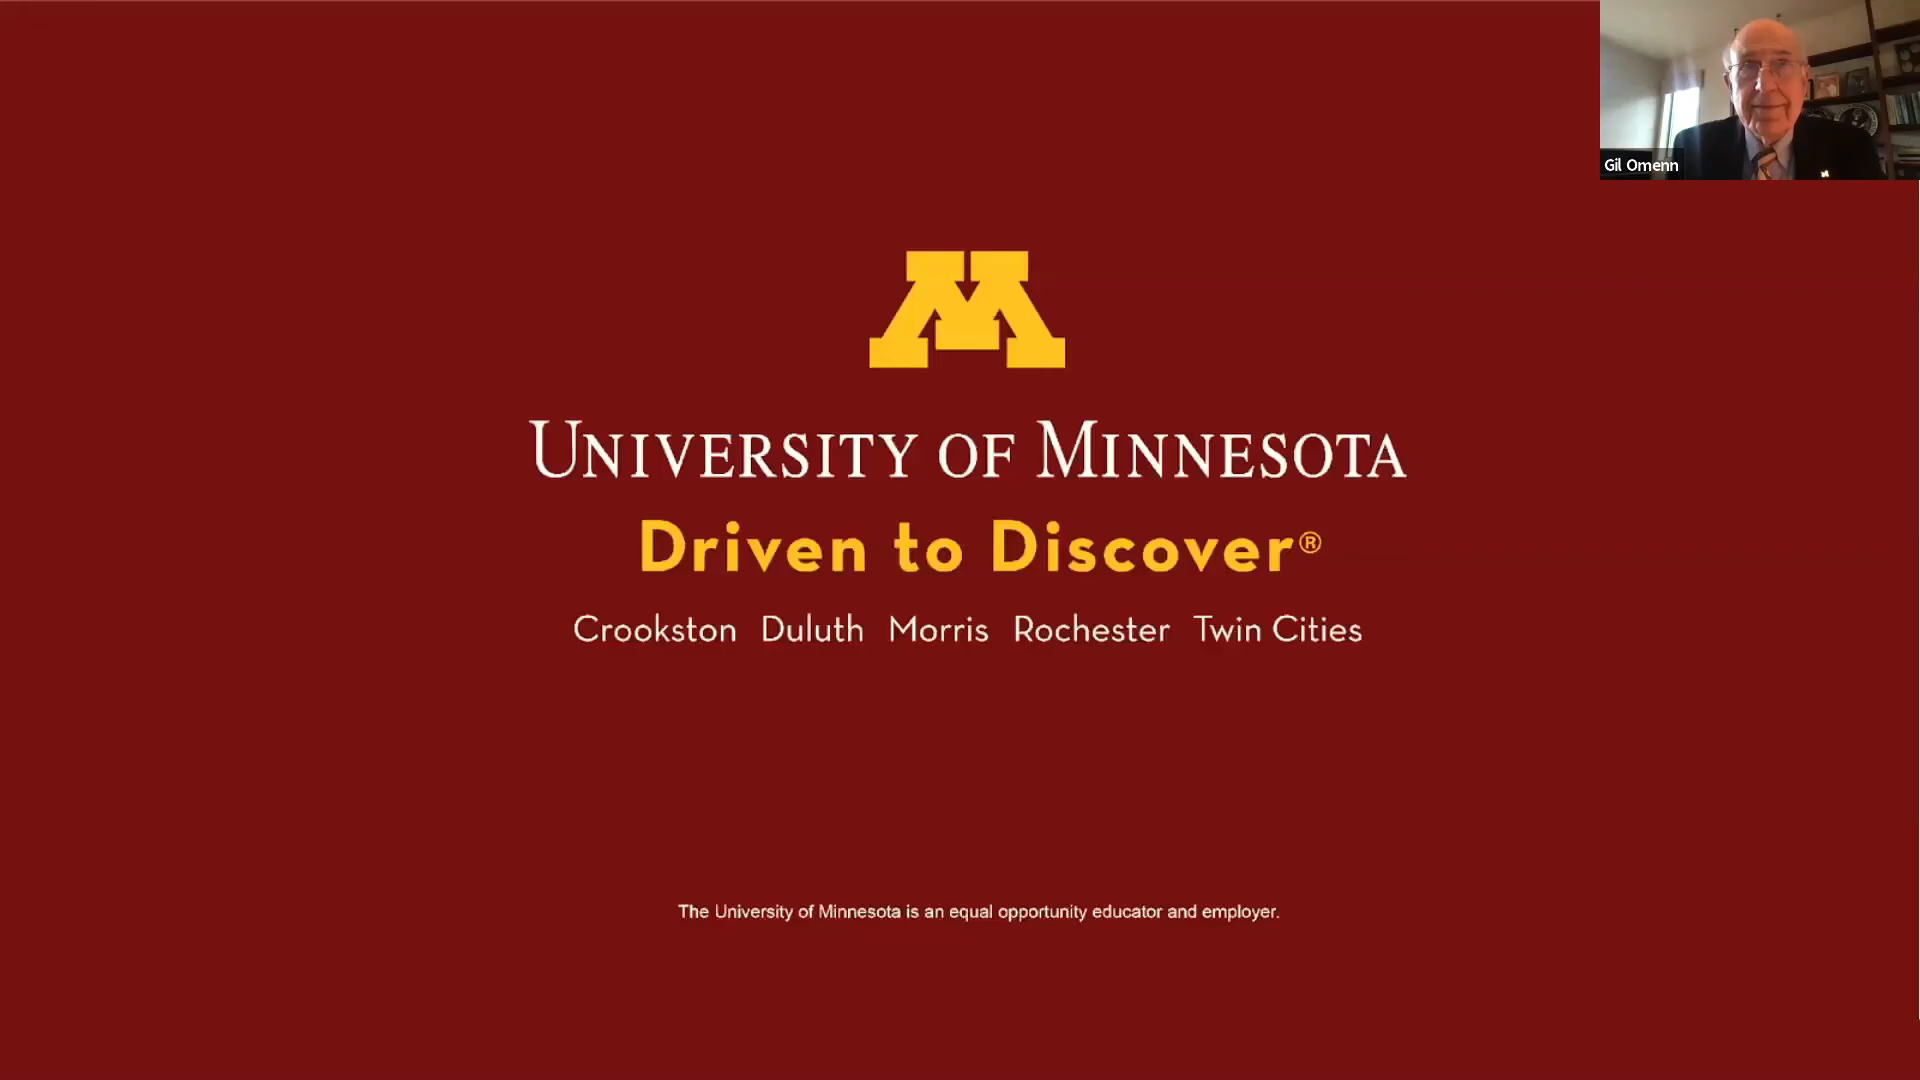 Gil Omenn
M
UNIVERSITY OF MINNESOTA
Driven to Discover®
Crookston Duluth Morris Rochester Twin Cities
The University of Minnesota is an equal opportunity educator and employer.